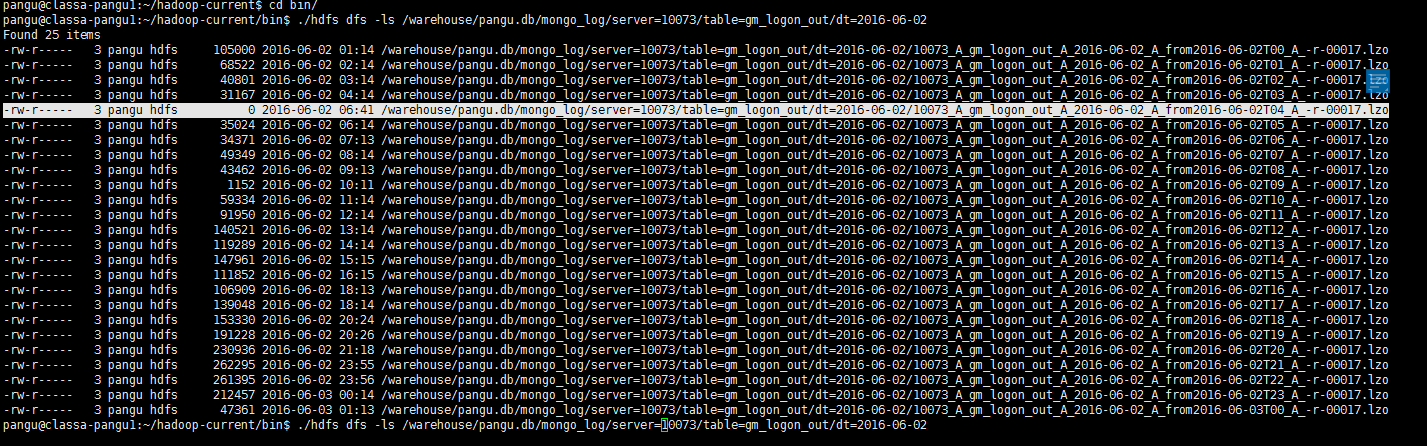 pangu@classa-pangu1:~/hadoop-current$ cd bin/
pangu@classa-pangu1:~/hadoop-current/bin$ ./hdfs dfs -ls /warehouse/pangu.db/mongo_log/server=10073/table=gm_logon_out/dt=2016-06-02
Found 25 items
-rw-r----- 3 pangu hdfs 105000 2016-06-02 01:14 /warehouse/pangu.db/mongo_log/server=10073/table=gm_logon_out/dt=2016-06-02/10073_A_gm_logon_out_A_2016-06-02_A_from2016-06-02T00_A_-r-00017.lzo
-rw-r----- 3 pangu hdfs 68522 2016-06-02 02:14 /warehouse/pangu.db/mongo_log/server=10073/table=gm_logon_out/dt=2016-06-02/10073_A_gm_logon_out_A_2016-06-02_A_from2016-06-02T01_A_-r-00017.lzo
-rw-r----- 3 pangu hdfs 40801 2016-06-02 03:14 /warehouse/pangu.db/mongo_log/server=10073/table=gm_logon_out/dt=2016-06-02/10073_A_gm_logon_out_A_2016-06-02_A_from2016-06-02T02_A_-r-00017.lzo
-rw-r----- 3 pangu hdfs 31167 2016-06-02 04:14 /warehouse/pangu.db/mongo_log/server=10073/table=gm_logon_out/dt=2016-06-02/10073_A_gm_logon_out_A_2016-06-02_A_from2016-06-02T03_A_-r-00017.lzo
-rw-r----- 3 pangu hdfs 0 2016-06-02 06:41 /warehouse/pangu.db/mongo_log/server=10073/table=gm_logon_out/dt=2016-06-02/10073_A_gm_logon_out_A_2016-06-02_A_from2016-06-02T04_A_-r-00017.lzo
-rw-r----- 3 pangu hdfs 35024 2016-06-02 06:14 /warehouse/pangu.db/mongo_log/server=10073/table=gm_logon_out/dt=2016-06-02/10073_A_gm_logon_out_A_2016-06-02_A_from2016-06-02T05_A_-r-00017.lzo
-rw-r----- 3 pangu hdfs 34371 2016-06-02 07:13 /warehouse/pangu.db/mongo_log/server=10073/table=gm_logon_out/dt=2016-06-02/10073_A_gm_logon_out_A_2016-06-02_A_from2016-06-02T06_A_-r-00017.lzo
-rw-r----- 3 pangu hdfs 49349 2016-06-02 08:14 /warehouse/pangu.db/mongo_log/server=10073/table=gm_logon_out/dt=2016-06-02/10073_A_gm_logon_out_A_2016-06-02_A_from2016-06-02T07_A_-r-00017.lzo
-rw-r----- 3 pangu hdfs 43462 2016-06-02 09:13 /warehouse/pangu.db/mongo_log/server=10073/table=gm_logon_out/dt=2016-06-02/10073_A_gm_logon_out_A_2016-06-02_A_from2016-06-02T08_A_-r-00017.lzo
-rw-r----- 3 pangu hdfs 1152 2016-06-02 10:11 /warehouse/pangu.db/mongo_log/server=10073/table=gm_logon_out/dt=2016-06-02/10073_A_gm_logon_out_A_2016-06-02_A_from2016-06-02T09_A_-r-00017.lzo
-rw-r----- 3 pangu hdfs 59334 2016-06-02 11:14 /warehouse/pangu.db/mongo_log/server=10073/table=gm_logon_out/dt=2016-06-02/10073_A_gm_logon_out_A_2016-06-02_A_from2016-06-02T10_A_-r-00017.lzo
-rw-r----- 3 pangu hdfs 91950 2016-06-02 12:14 /warehouse/pangu.db/mongo_log/server=10073/table=gm_logon_out/dt=2016-06-02/10073_A_gm_logon_out_A_2016-06-02_A_from2016-06-02T11_A_-r-00017.lzo
-rw-r----- 3 pangu hdfs 140521 2016-06-02 13:14 /warehouse/pangu.db/mongo_log/server=10073/table=gm_logon_out/dt=2016-06-02/10073_A_gm_logon_out_A_2016-06-02_A_from2016-06-02T12_A_-r-00017.lzo
-rw-r----- 3 pangu hdfs 119289 2016-06-02 14:14 /warehouse/pangu.db/mongo_log/server=10073/table=gm_logon_out/dt=2016-06-02/10073_A_gm_logon_out_A_2016-06-02_A_from2016-06-02T13_A_-r-00017.lzo
-rw-r----- 3 pangu hdfs 147961 2016-06-02 15:15 /warehouse/pangu.db/mongo_log/server=10073/table=gm_logon_out/dt=2016-06-02/10073_A_gm_logon_out_A_2016-06-02_A_from2016-06-02T14_A_-r-00017.lzo
-rw-r----- 3 pangu hdfs 111852 2016-06-02 16:15 /warehouse/pangu.db/mongo_log/server=10073/table=gm_logon_out/dt=2016-06-02/10073_A_gm_logon_out_A_2016-06-02_A_from2016-06-02T15_A_-r-00017.lzo
-rw-r----- 3 pangu hdfs 106909 2016-06-02 18:13 /warehouse/pangu.db/mongo_log/server=10073/table=gm_logon_out/dt=2016-06-02/10073_A_gm_logon_out_A_2016-06-02_A_from2016-06-02T16_A_-r-00017.lzo
-rw-r----- 3 pangu hdfs 139048 2016-06-02 18:14 /warehouse/pangu.db/mongo_log/server=10073/table=gm_logon_out/dt=2016-06-02/10073_A_gm_logon_out_A_2016-06-02_A_from2016-06-02T17_A_-r-00017.lzo
-rw-r----- 3 pangu hdfs 153330 2016-06-02 20:24 /warehouse/pangu.db/mongo_log/server=10073/table=gm_logon_out/dt=2016-06-02/10073_A_gm_logon_out_A_2016-06-02_A_from2016-06-02T18_A_-r-00017.lzo
-rw-r----- 3 pangu hdfs 191228 2016-06-02 20:26 /warehouse/pangu.db/mongo_log/server=10073/table=gm_logon_out/dt=2016-06-02/10073_A_gm_logon_out_A_2016-06-02_A_from2016-06-02T19_A_-r-00017.lzo
-rw-r----- 3 pangu hdfs 230936 2016-06-02 21:18 /warehouse/pangu.db/mongo_log/server=10073/table=gm_logon_out/dt=2016-06-02/10073_A_gm_logon_out_A_2016-06-02_A_from2016-06-02T20_A_-r-00017.lzo
-rw-r----- 3 pangu hdfs 262295 2016-06-02 23:55 /warehouse/pangu.db/mongo_log/server=10073/table=gm_logon_out/dt=2016-06-02/10073_A_gm_logon_out_A_2016-06-02_A_from2016-06-02T21_A_-r-00017.lzo
-rw-r----- 3 pangu hdfs 261395 2016-06-02 23:56 /warehouse/pangu.db/mongo_log/server=10073/table=gm_logon_out/dt=2016-06-02/10073_A_gm_logon_out_A_2016-06-02_A_from2016-06-02T22_A_-r-00017.lzo
-rw-r----- 3 pangu hdfs 212457 2016-06-03 00:14 /warehouse/pangu.db/mongo_log/server=10073/table=gm_logon_out/dt=2016-06-02/10073_A_gm_logon_out_A_2016-06-02_A_from2016-06-02T23_A_-r-00017.lzo
-rw-r----- 3 pangu hdfs 47361 2016-06-03 01:13 /warehouse/pangu.db/mongo_log/server=10073/table=gm_logon_out/dt=2016-06-02/10073_A_gm_logon_out_A_2016-06-02_A_from2016-06-03T00_A_-r-00017.lzo
pangu@classa-pangu1:~/hadoop-current/bin$ ./hdfs dfs -ls /warehouse/pangu.db/mongo_log/server=10073/table=gm_logon_out/dt=2016-06-02